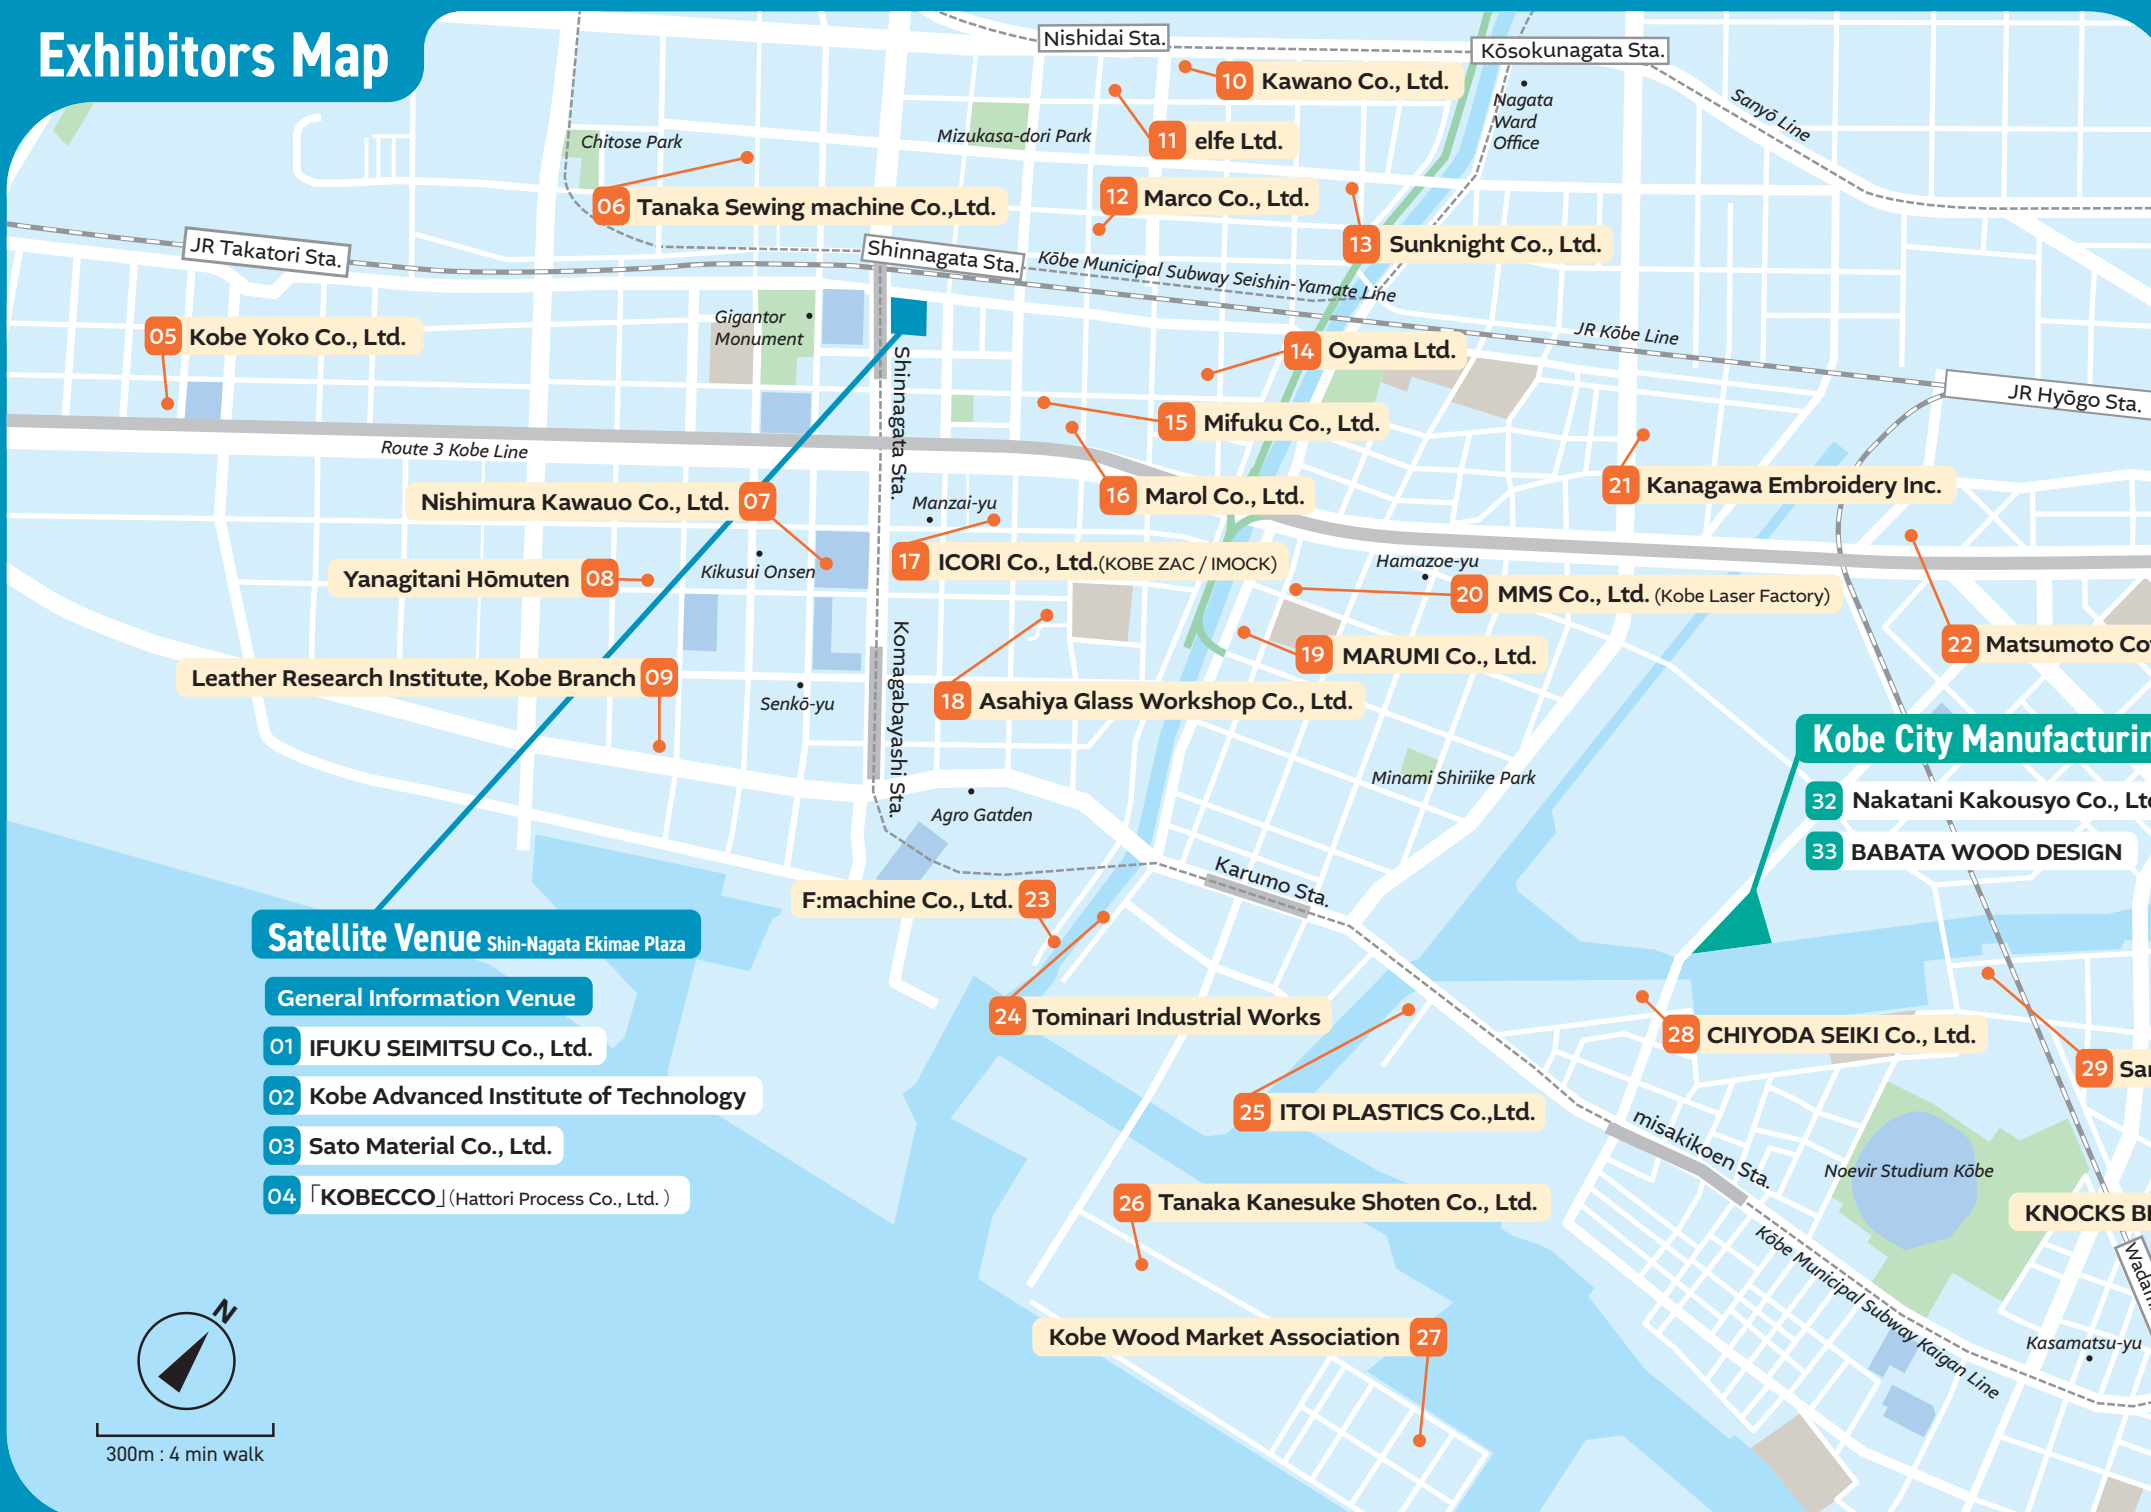 Exhibitors Map
Nishidai Sta.
Kōsokunagata Sta.
10 Kawano Co., Ltd.
Nagata
Ward
Office
Sanyō Line
Chitose Park
Mizukasa-dori Park
11 elfe Ltd.
06 Tanaka Sewing machine Co.,Ltd.
12 Marco Co., Ltd.
13 Sunknight Co., Ltd.
JR Takatori Sta.
Shinnagata Sta.
Kōbe Municipal Subway Seishin-Yamate Line
JR Kōbe Line
Gigantor
Monument
05 Kobe Yoko Co., Ltd.
14 Oyama Ltd.
JR Hyōgo Sta.
Shinnagata Sta.
15 Mifuku Co., Ltd.
Route 3 Kobe Line
Nishimura Kawauo Co., Ltd. 07
Manzai-yu
16 Marol Co., Ltd.
21 Kanagawa Embroidery Inc.
17 ICORI Co., Ltd.(KOBE ZAC / IMOCK)
Hamazoe-yu
Yanagitani Hōmuten 08
Kikusui Onsen
20 MMS Co., Ltd. (Kobe Laser Factory)
22 Matsumoto
19 MARUMI Co., Ltd.
Leather Research Institute, Kobe Branch 09
Senkō-yu
Komagabayashi Sta.
18 Asahiya Glass Workshop Co., Ltd.
Kobe City
Minami Shiriike Park
32 Nakatani Kakousyo Co.,
33 BABATA WOOD DESIGN
Agro Gatden
Karumo Sta.
F:machine Co., Ltd. 23
Satellite Venue Shin-Nagata Ekimae Plaza
General Information Venue
01 IFUKU SEIMITSU Co., Ltd.
02 Kobe Advanced Institute of Technology
03 Sato Material Co., Ltd.
04 「KOBECCO」(Hattori Process Co., Ltd. )
24 Tominari Industrial Works
28 CHIYODA SEIKI Co., Ltd.
29
25 ITOI PLASTICS Co.,Ltd.
misakikoen Sta.
Noevir Studium Kōbe
26 Tanaka Kanesuke Shoten Co., Ltd.
KNOCKS
Kōbe Municipal Subway Kaigan Line
Kobe Wood Market Association 27
Kasamatsu-yu
N
300m : 4 min walk